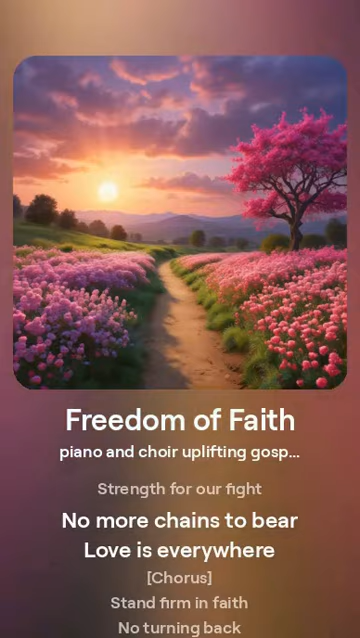 Freedom of Faith
piano and choir uplifting gosp...
Strength for our fight
No more chains to bear
Love is everywhere
[Chorus]
Stand firm in faith
No turning back